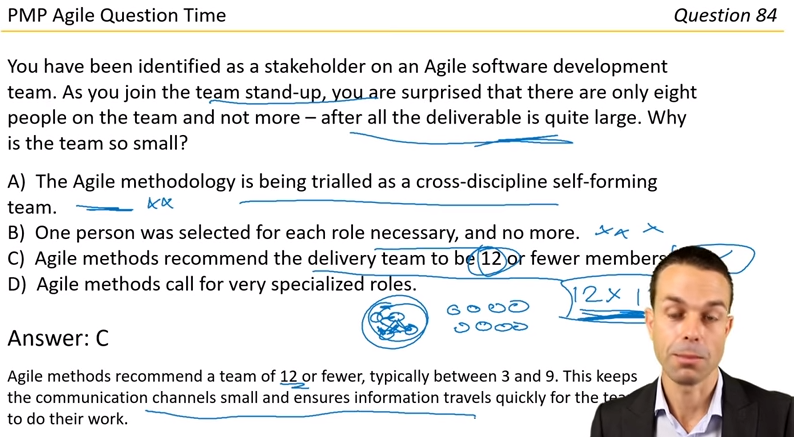 PMP Agile Question Time
Question 84
You have been identified as a stakeholder on an Agile software development
team. As you join the team stand-up, you are surprised that there are only eight
people on the team and not more – after all the deliverable is quite large. Why
is the team so small?
A) The Agile methodology is being trialled as a cross-discipline self-forming
team.
B) One person was selected for each role necessary, and no more.
C) Agile methods recommend the delivery team to be 12 or fewer members
D) Agile methods call for very specialized roles.
12 x 1
Answer: C
Agile methods recommend a team of 12 or fewer, typically between 3 and 9. This keeps
the communication channels small and ensures information travels quickly for the
to do their work.